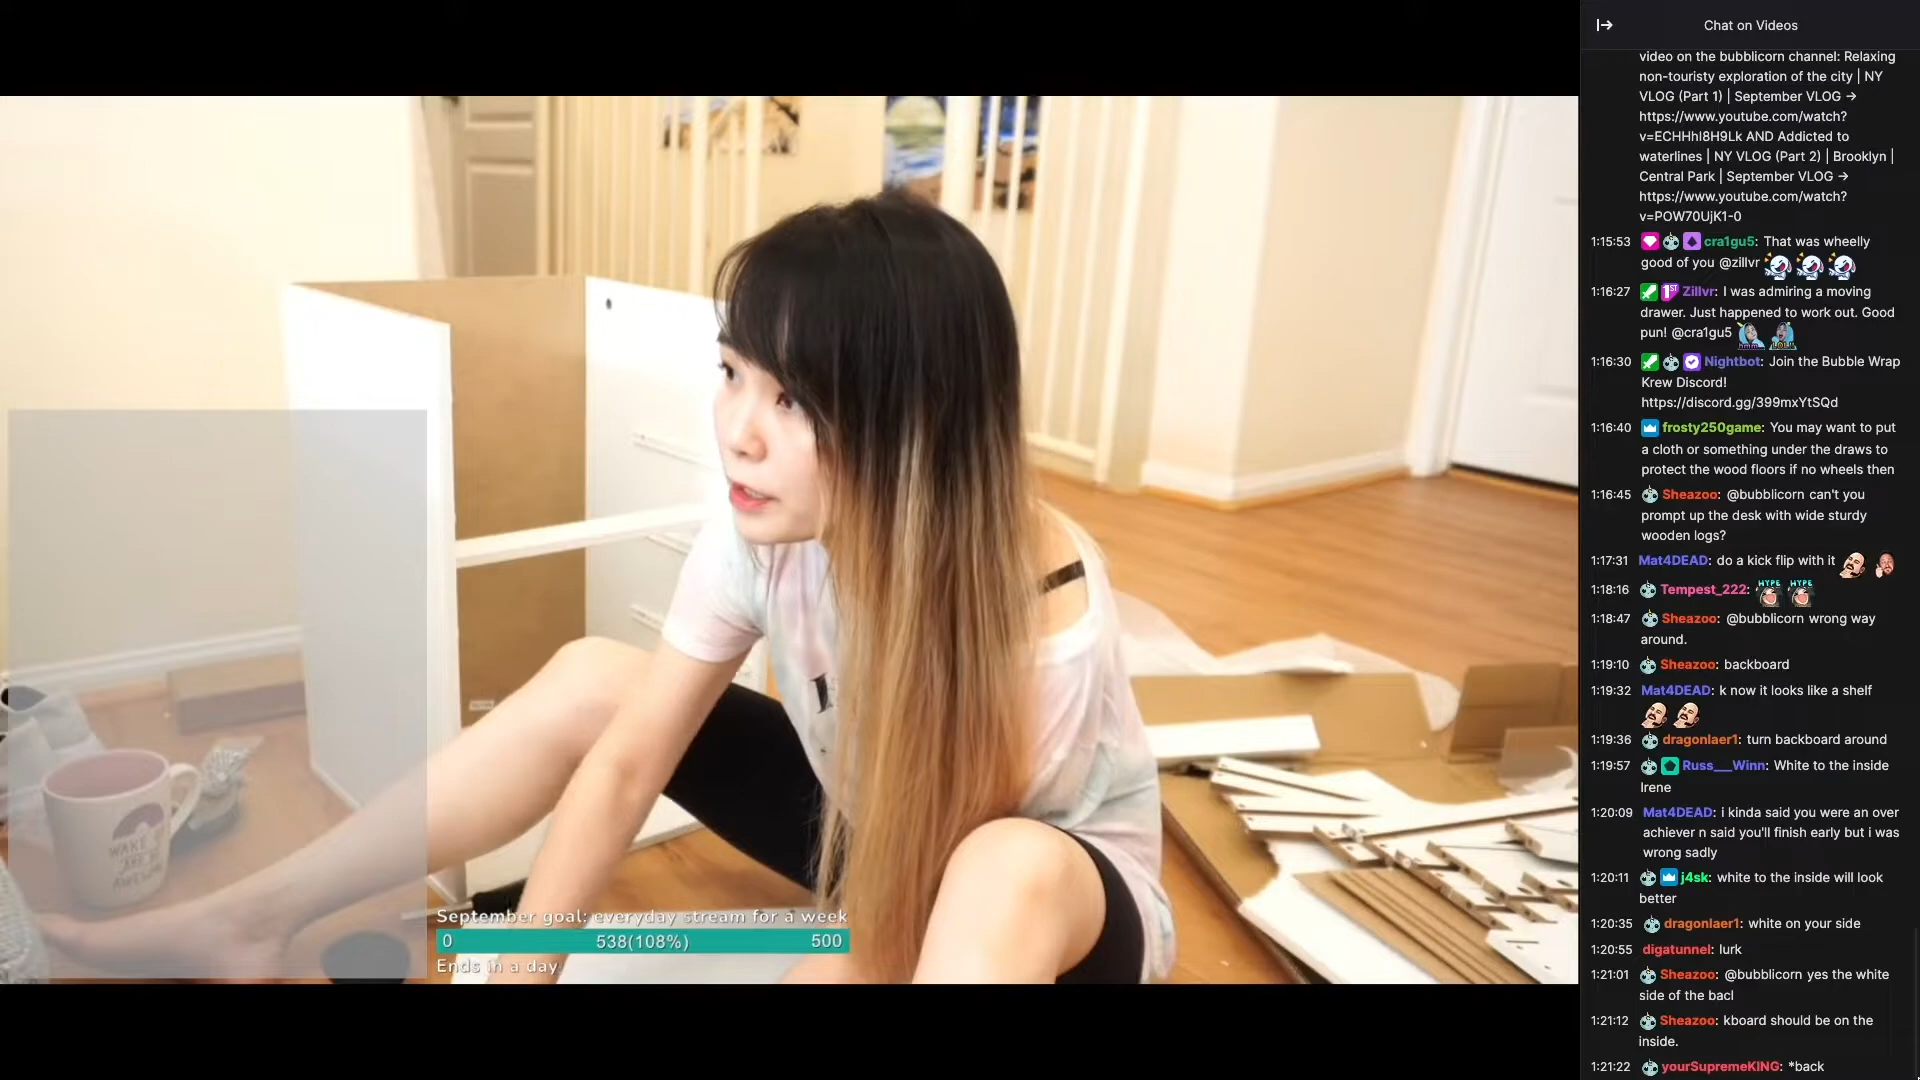 Chat on Videos
video on the bubblicorn channel: Relaxing
non-touristy exploration of the city | NY
VLOG (Part 1) | September VLOG →
https://www.youtube.com/watch?
v=ECHHhl8H9Lk AND Addicted to
waterlines | NY VLOG (Part 2) | Brooklyn |
Central Park | September VLOG →
https://www.youtube.com/watch?
v=POW70UjK1-0
1:15:53 cra1gu5: That was wheelly
good of you @zillvr
1:16:27 1ST Zillvr: I was admiring a moving
drawer. Just happened to work out. Good
pun! @cra1gu5
1:16:30 Nightbot: Join the Bubble Wrap
Krew Discord!
https://discord.gg/399mxYtSQd
1:16:40 frosty250game: You may want to put
a cloth or something under the draws to
protect the wood floors if no wheels then
1:16:45 Sheazoo: @bubblicorn can't you
prompt up the desk with wide sturdy
wooden logs?
1:17:31 Mat4DEAD: do a kick flip with it
1:18:16 Tempest_222: HYPE HYPE
1:18:47 Sheazoo: @bubblicorn wrong way
around.
1:19:10 Sheazoo: backboard
1:19:32 Mat4DEAD: k now it looks like a shelf
1:19:36 dragonlaer1: turn backboard around
1:19:57 Russ___Winn: White to the inside
Irene
1:20:09 Mat4DEAD: i kinda said you were an over
achiever n said you'll finish early but i was
wrong sadly
1:20:11 j4sk: white to the inside will look
better
1:20:35 dragonlaer1: white on your side
1:20:55 digatunnel: lurk
1:21:01 Sheazoo: @bubblicorn yes the white
side of the bacl
1:21:12 Sheazoo: kboard should be on the
inside.
1:21:22 yourSupremeKING: *back
WAKE
September goal: everyday stream for a week
0 538(108%) 500
Ends in a day